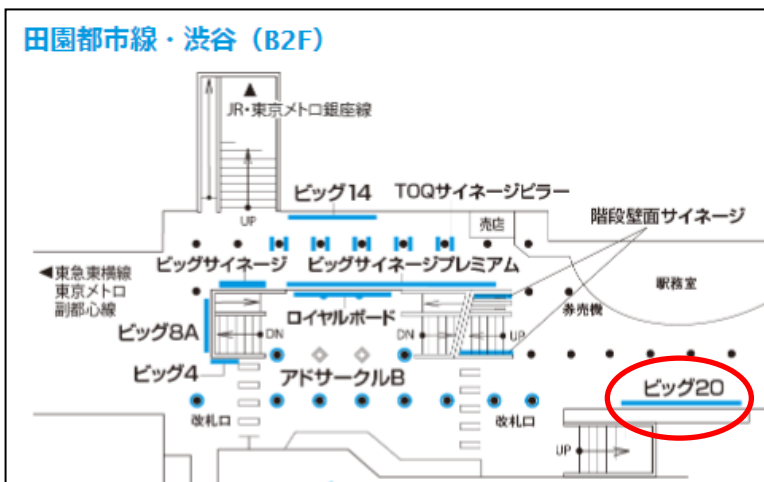 田園都市線・渋谷（B2F）
JR・東京メトロ銀座線
UP
ビッグ14
TOQサイネージピラー
売店
階段壁面サイネージ
◀東急東横線
東京メトロ
副都心線
ビッグサイネージ
ビッグサイネージプレミアム
駅務室
券売機
ロイヤルボード
ビッグ8A
DN
DN
UP
ビッグ4
アドサークルB
ビッグ20
改札口
改札口
UP